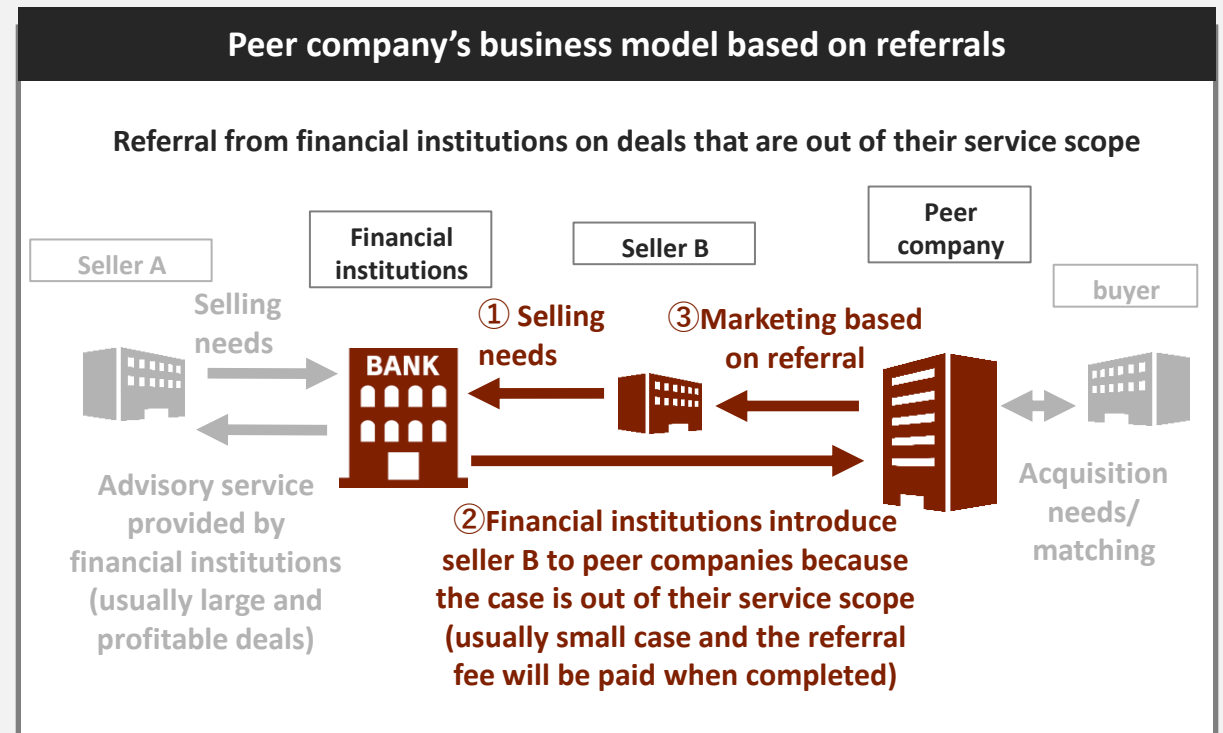 Peer company's business model based on referrals
Referral from financial institutions on deals that are out of their service scope
Seller A
Financial
institutions
Seller B
Peer
company
buyer
Selling
needs
① Selling
needs
③Marketing based
on referral
BANK
Advisory service
provided by
financial institutions
(usually large and
profitable deals)
②Financial institutions introduce
seller B to peer companies because
the case is out of their service scope
(usually small case and the referral
fee will be paid when completed)
Acquisition
needs/
matching